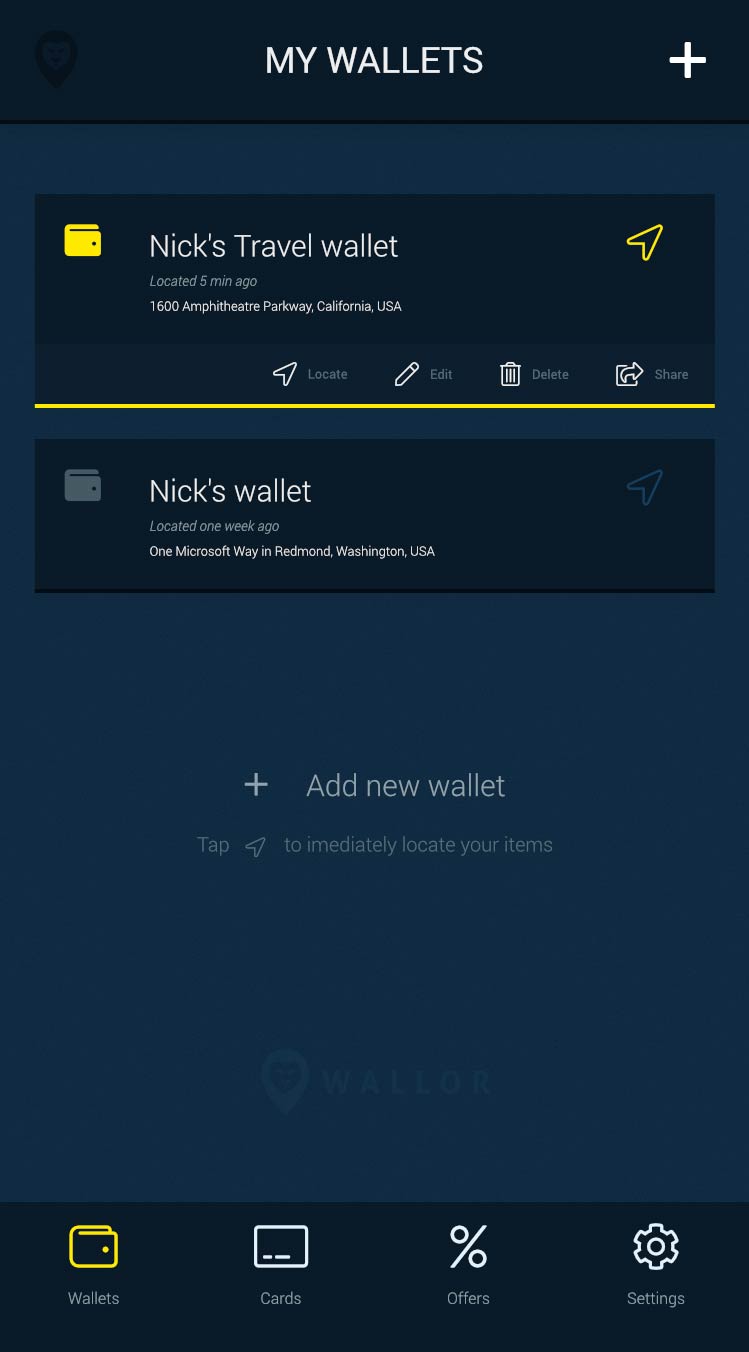 MY WALLETS
Nick's Travel wallet
Located 5 min ago
1600 Amphitheatre Parkway, California, USA
Locate Edit Delete Share
Nick's wallet
Located one week ago
One Microsoft Way in Redmond, Washington, USA
+ Add new wallet
Tap to imediately locate your items
WALLOR
Wallets Cards Offers Settings